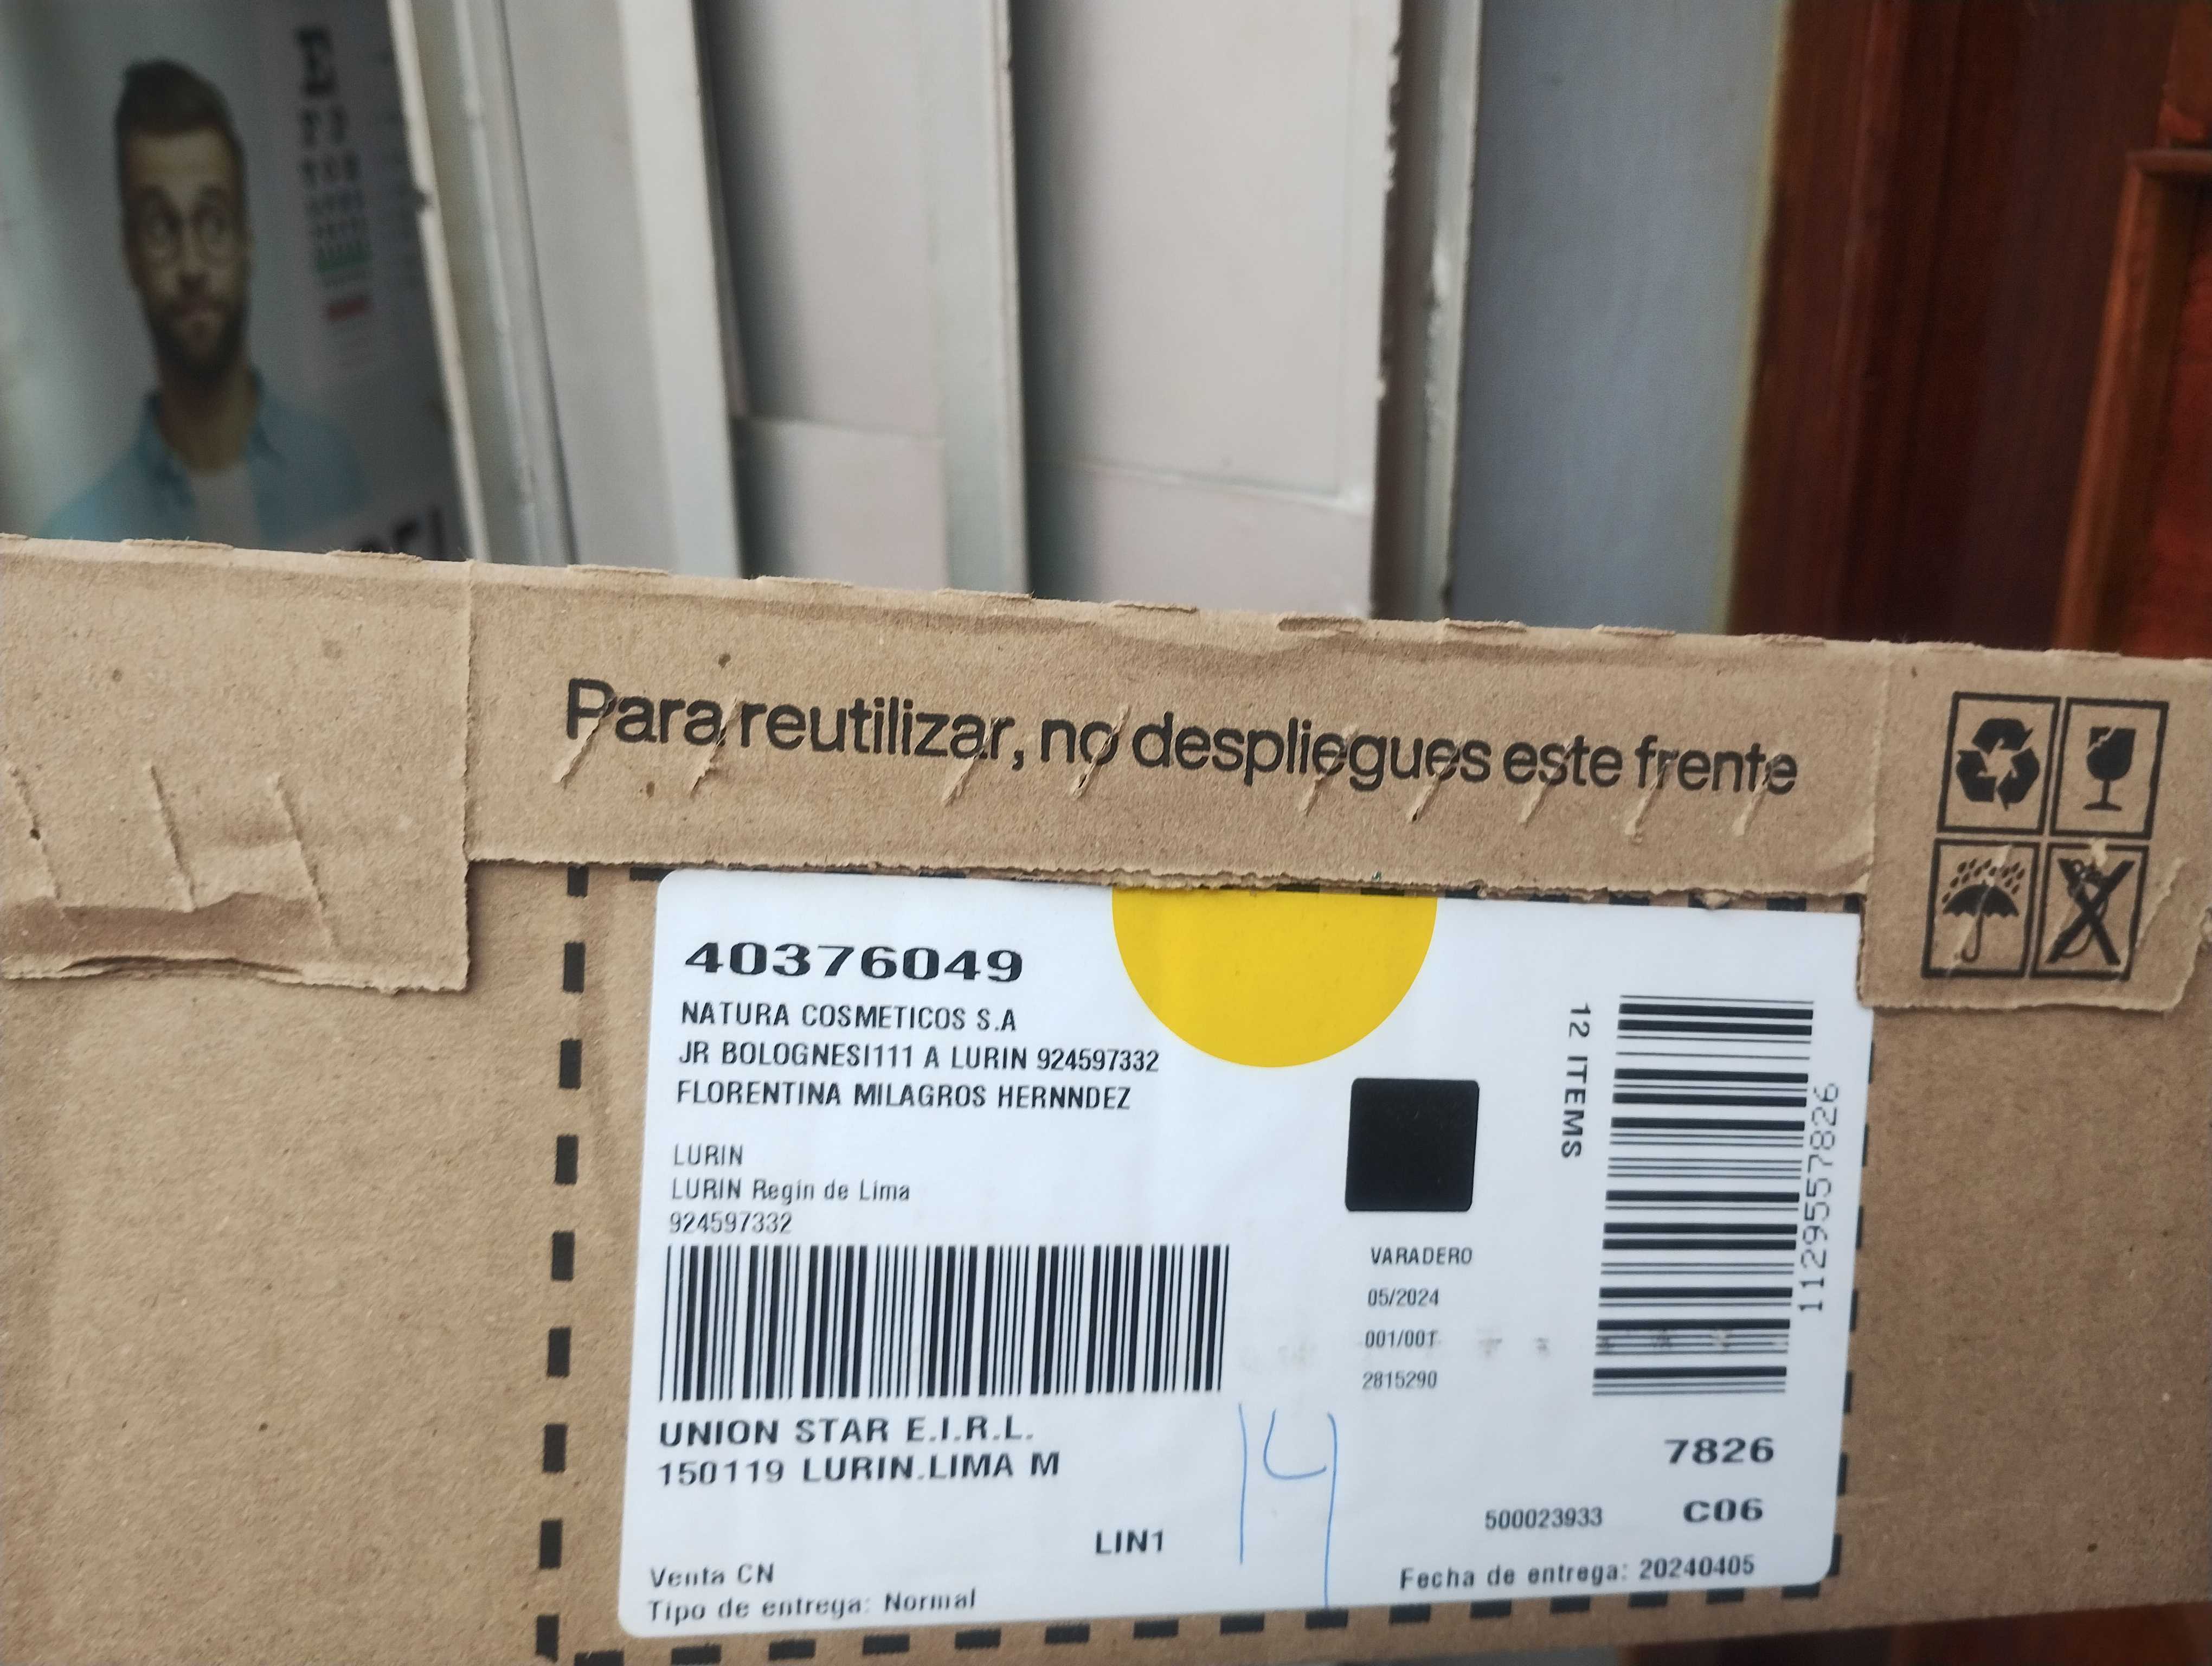 E
Para reutilizar, no despliegues este frente
40376049
NATURA COSMETICOS S.A
JR BOLOGNESI111 A LURIN 924597332
FLORENTINA MILAGROS HERNNDEZ
LURIN
LURIN Regin de Lima
924597332
12 ITEMS
1129557826
VARADERO
05/2024
001/001
2815290
UNION STAR E.I.R.L.
150119 LURIN.LIMA M
14
7826
LIN1
500023933
C06
Venta CN
Tipo de entrega: Normal
Fecha de entrega: 20240405